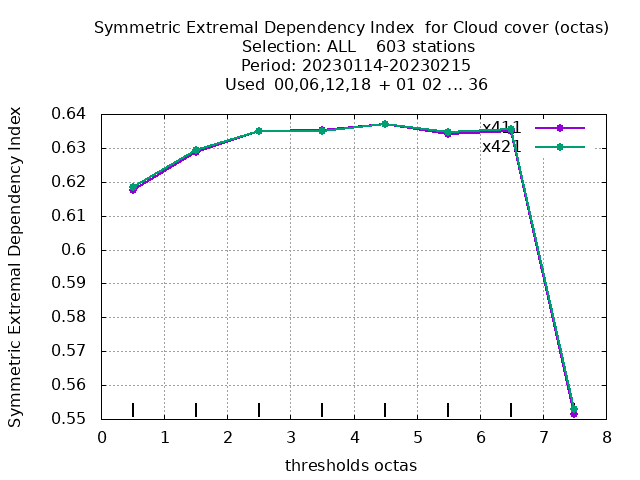 Symmetric Extremal Dependency Index  for Cloud cover (octas)
Selection: ALL    603 stations
Period: 20230114-20230215
Used  00,06,12,18 + 01 02 ... 36
Symmetric Extremal Dependency Index
0.64
0.63
0.62
0.61
0.6
0.59
0.58
0.57
0.56
0.55
x411
x421
0 1 2 3 4 5 6 7 8
thresholds octas